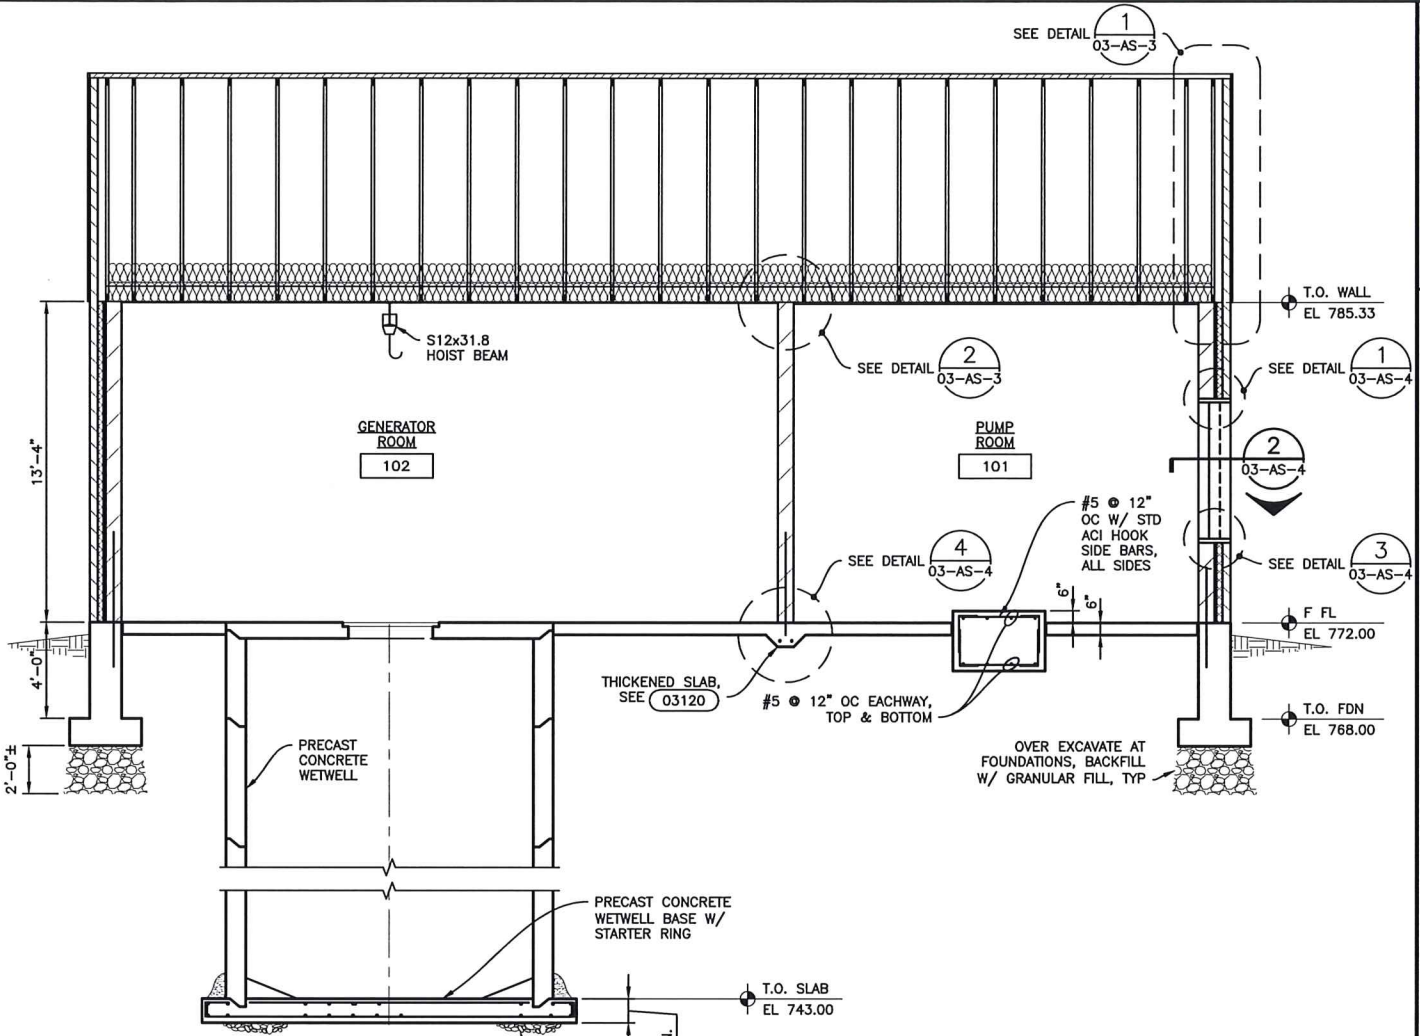 SEE DETAIL
1
03-AS-3
T.O. WALL
EL 785.33
S12x31.8
HOIST BEAM
SEE DETAIL
2
03-AS-3
SEE DETAIL
1
03-AS-4
GENERATOR
ROOM
102
PUMP
ROOM
101
2
03-AS-4
13'-4"
#5 @ 12"
OC W/ STD
ACI HOOK
SIDE BARS,
ALL SIDES
SEE DETAIL
4
03-AS-4
SEE DETAIL
3
03-AS-4
6"
6"
F FL
EL 772.00
4'-0"
THICKENED SLAB,
SEE 03120
#5 @ 12" OC EACHWAY,
TOP & BOTTOM
T.O. FDN
EL 768.00
2'-0"±
PRECAST
CONCRETE
WETWELL
OVER EXCAVATE AT
FOUNDATIONS, BACKFILL
W/ GRANULAR FILL, TYP
PRECAST CONCRETE
WETWELL BASE W/
STARTER RING
T.O. SLAB
EL 743.00